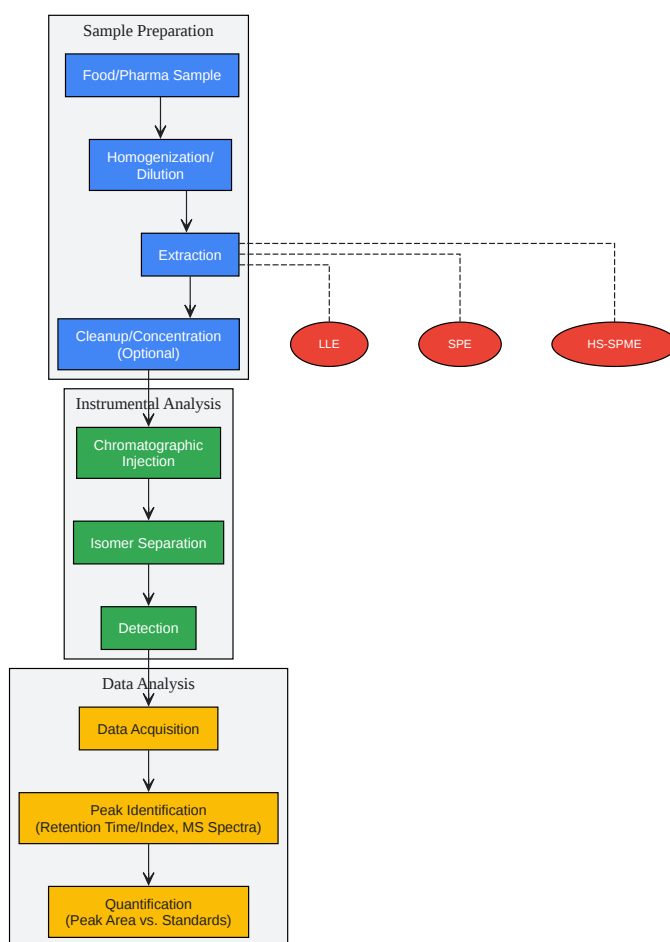 Sample Preparation
Food/Pharma Sample
Homogenization/
Dilution
Extraction
Cleanup/Concentration
(Optional)
LLE
SPE
HS-SPME
Instrumental Analysis
Chromatographic
Injection
Isomer Separation
Detection
Data Analysis
Data Acquisition
Peak Identification
(Retention Time/Index, MS Spectra)
Quantification
(Peak Area vs. Standards)